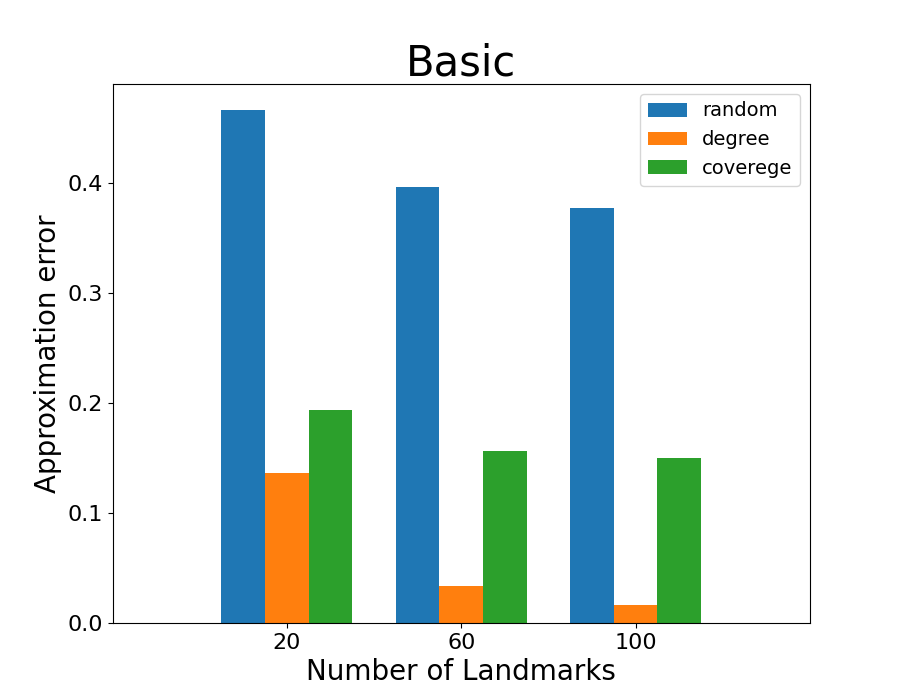 Basic
random
degree
coverege
Approximation error
0.4
0.3
0.2
0.1
0.0
20 60 100
Number of Landmarks